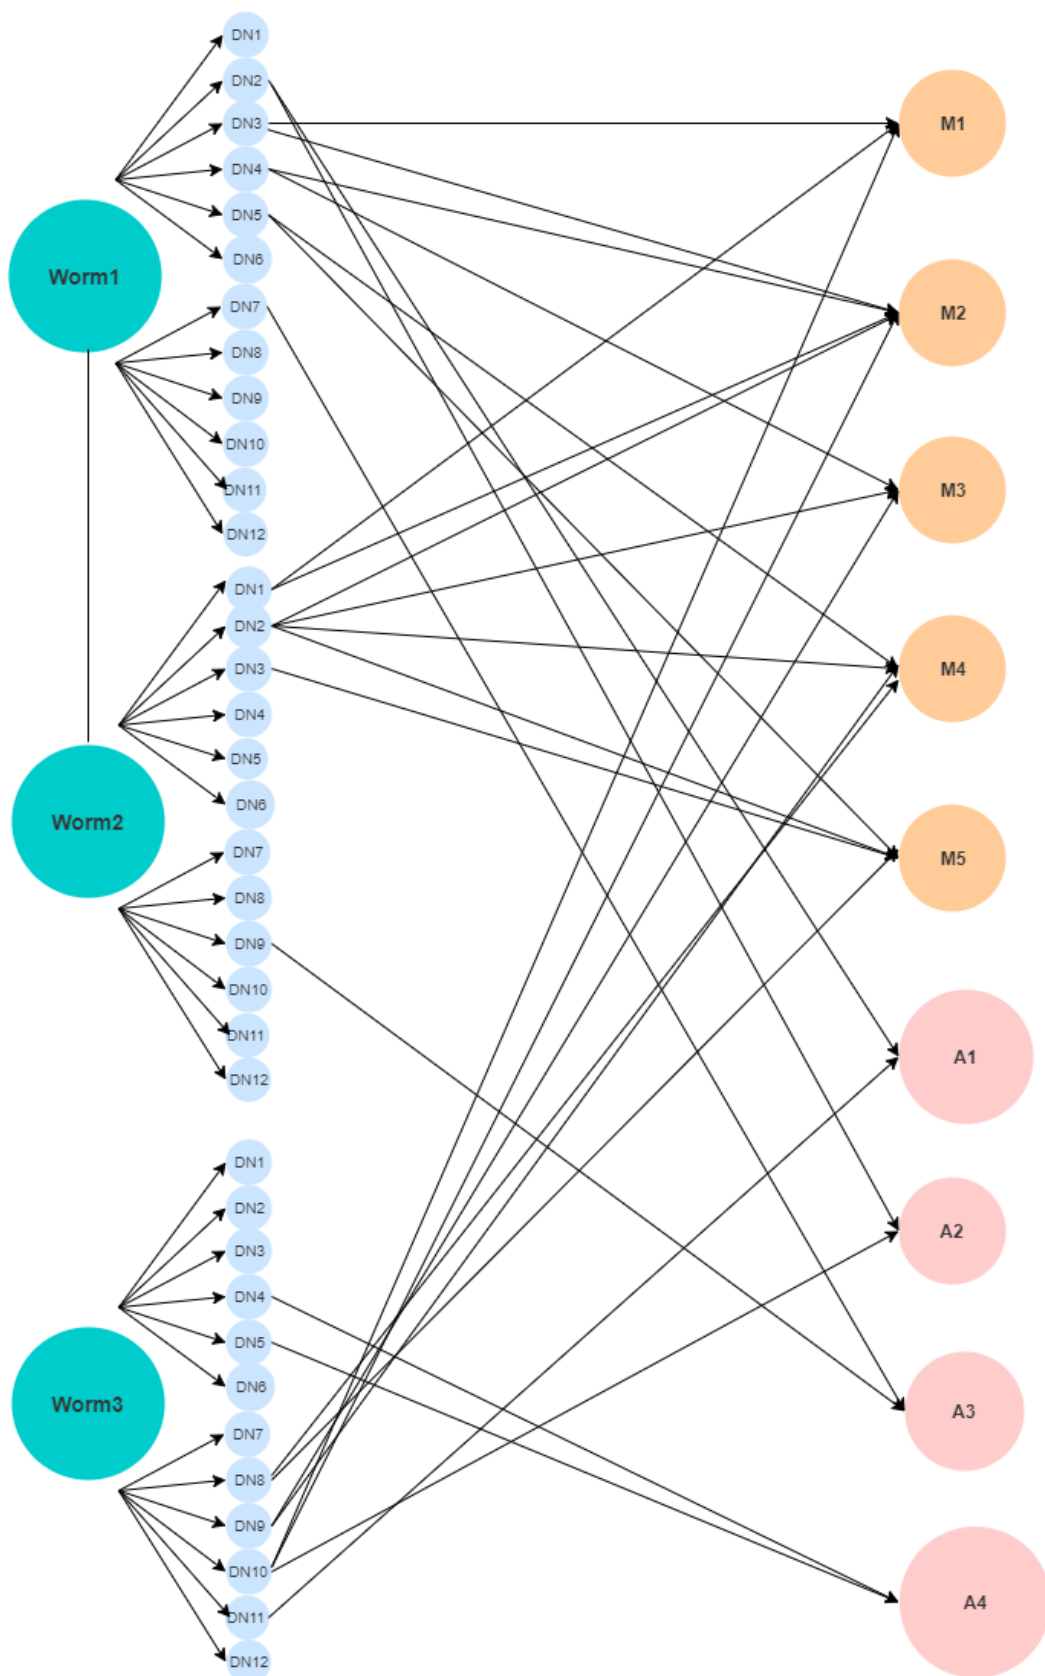 Worm1
DN1
DN2
DN3
DN4
DN5
DN6
DN7
DN8
DN9
DN10
DN11
DN12
Worm2
DN1
DN2
DN3
DN4
DN5
DN6
DN7
DN8
DN9
DN10
DN11
DN12
Worm3
DN1
DN2
DN3
DN4
DN5
DN6
DN7
DN8
DN9
DN10
DN11
DN12
M1
M2
M3
M4
M5
A1
A2
A3
A4